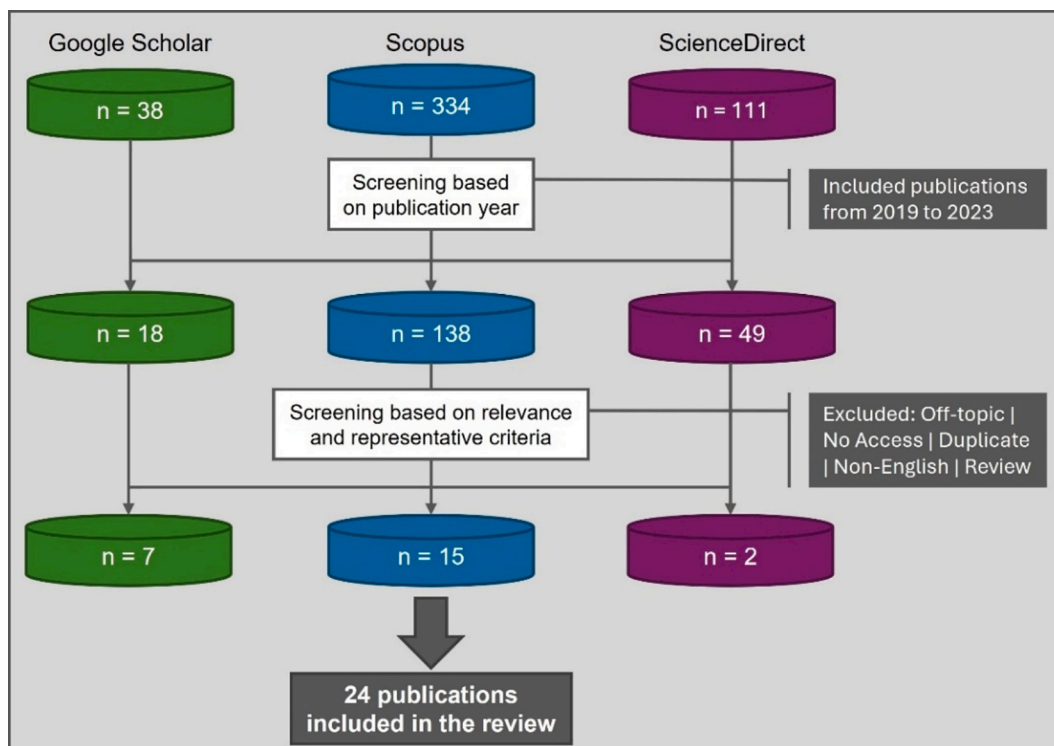 Google Scholar
Scopus
ScienceDirect
n = 38
n = 334
n = 111
Screening based
on publication year
Included publications
from 2019 to 2023
n = 18
n = 138
n = 49
Screening based on relevance
and representative criteria
Excluded: Off-topic |
No Access | Duplicate
| Non-English | Review
n = 7
n = 15
n = 2
24 publications
included in the review